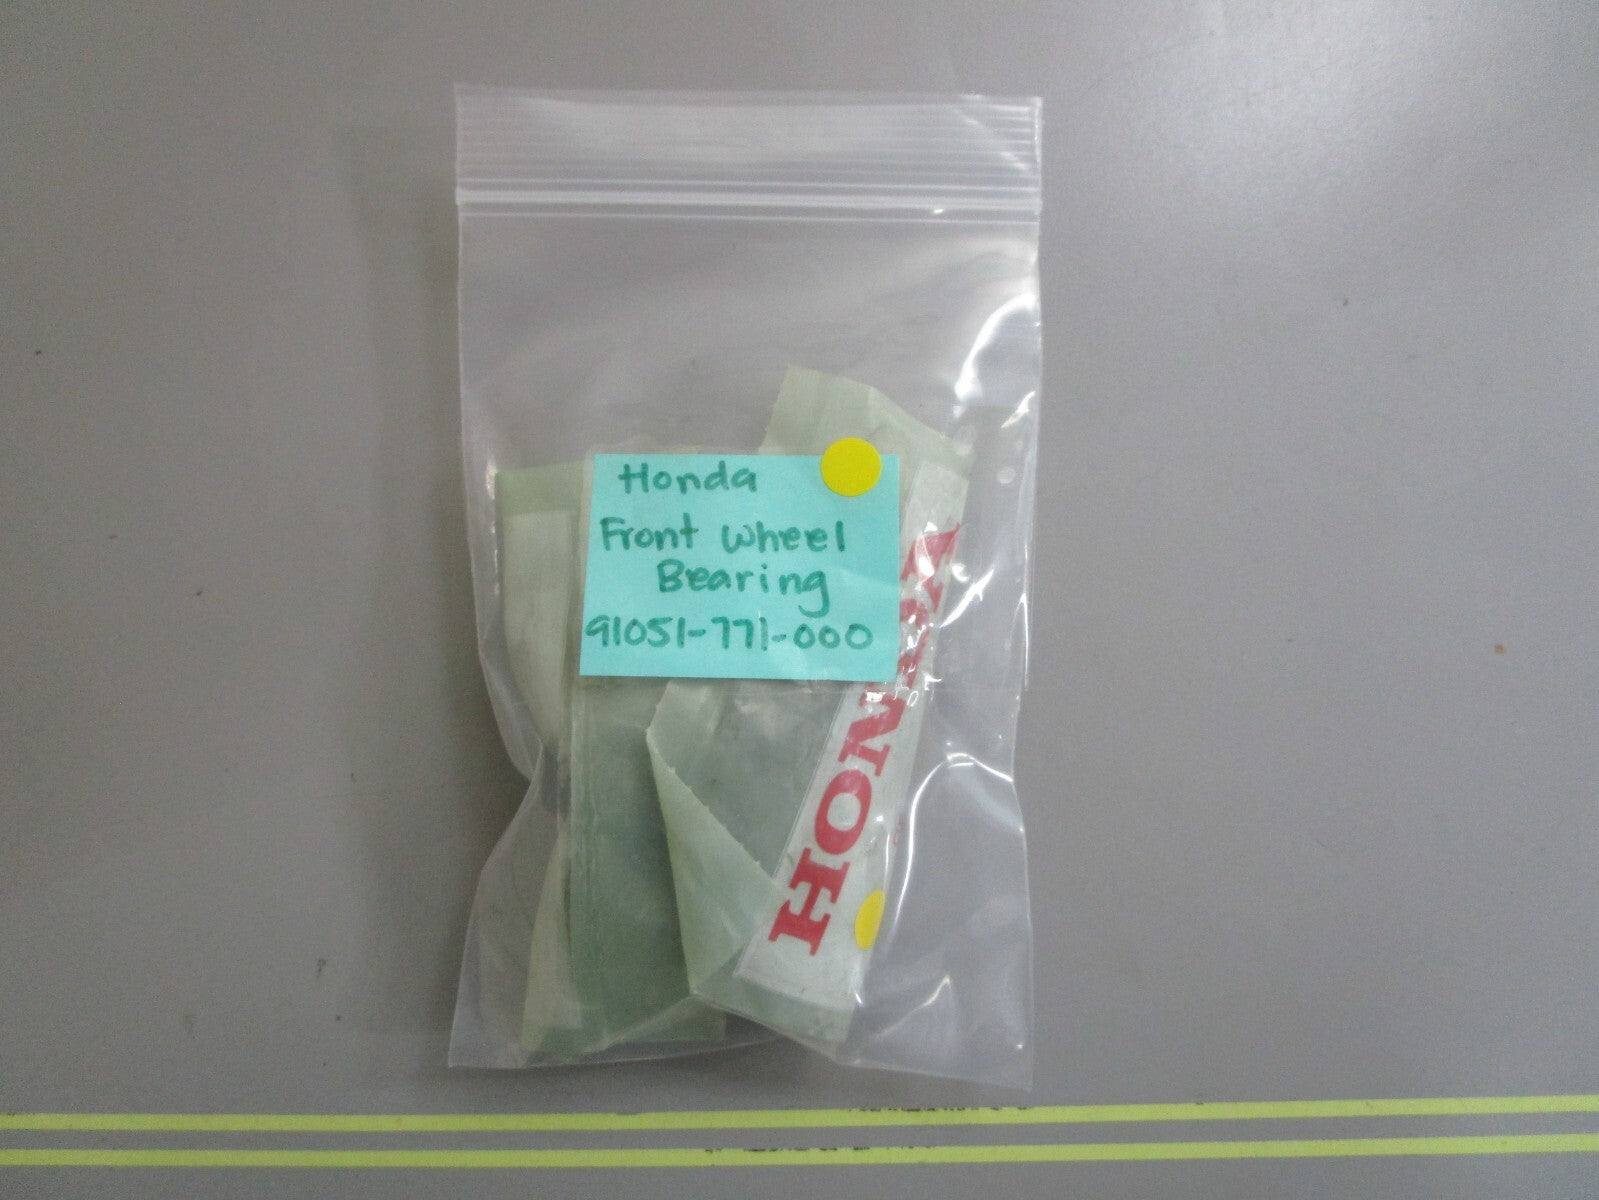 Honda
Front Wheel
Bearing
91051-771-000
HONDA